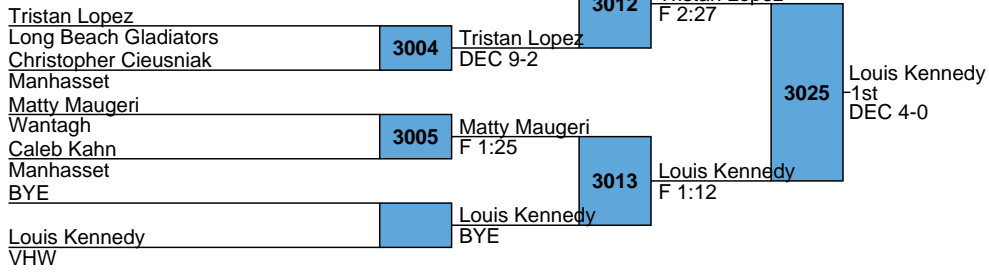 Tristan Lopez
Long Beach Gladiators
Christopher Cieusniak
Manhasset
3004
Tristan Lopez
DEC 9-2
Matty Maugeri
Wantagh
Caleb Kahn
Manhasset
3005
Matty Maugeri
F 1:25
BYE
Louis Kennedy
VHW
Louis Kennedy
BYE
3012
Tristan Lopez
F 2:27
3013
Louis Kennedy
F 1:12
3025
Louis Kennedy
1st
DEC 4-0